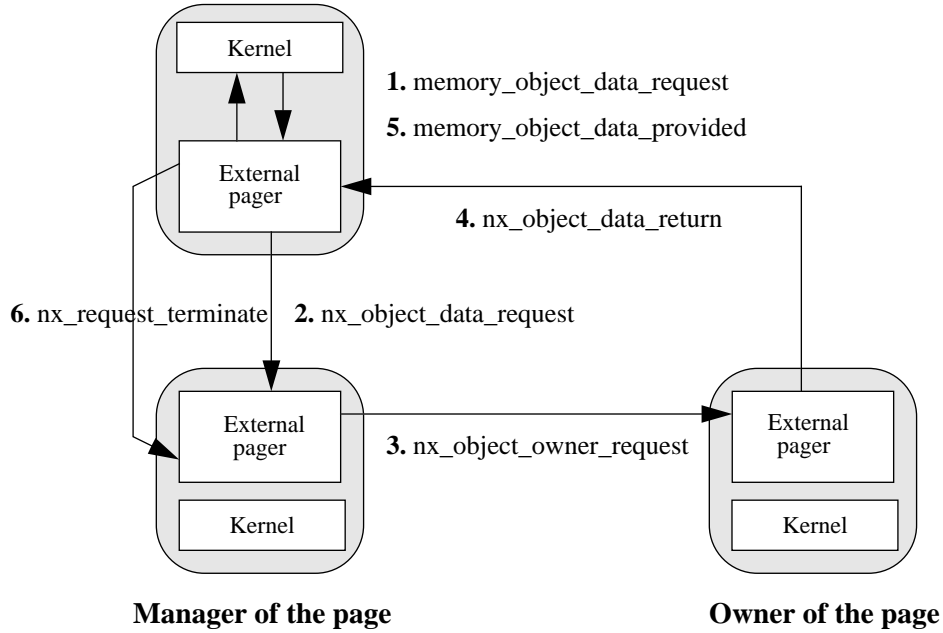 Kernel
1. memory_object_data_request
5. memory_object_data_provided
External
pager
4. nx_object_data_return
6. nx_request_terminate
2. nx_object_data_request
External
pager
3. nx_object_owner_request
External
pager
Kernel
Kernel
Manager of the page
Owner of the page